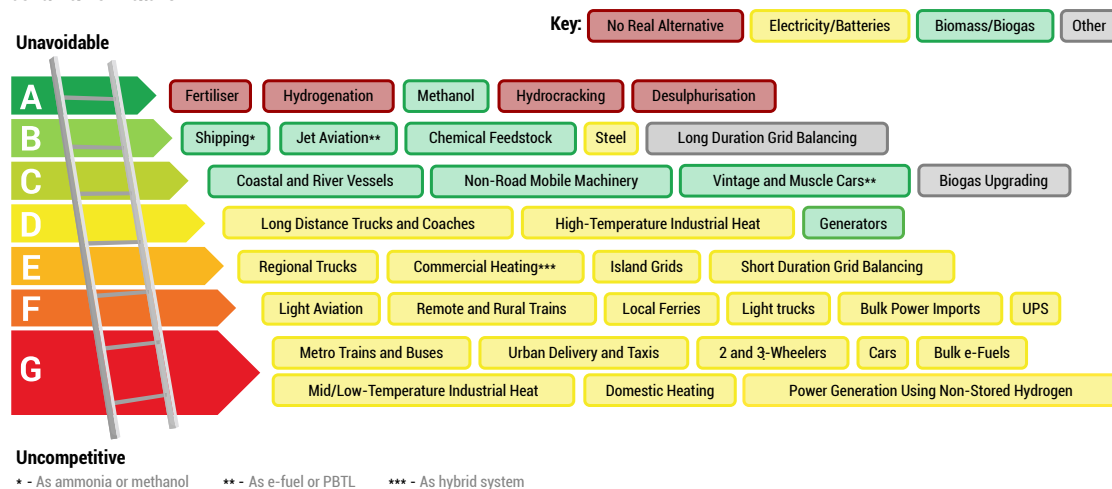 Key: No Real Alternative Electricity/Batteries Biomass/Biogas Other
Unavoidable
A Fertiliser Hydrogenation Methanol Hydrocracking Desulphurisation
B Shipping* Jet Aviation** Chemical Feedstock Steel Long Duration Grid Balancing
C Coastal and River Vessels Non-Road Mobile Machinery Vintage and Muscle Cars** Biogas Upgrading
D Long Distance Trucks and Coaches High-Temperature Industrial Heat Generators
E Regional Trucks Commercial Heating*** Island Grids Short Duration Grid Balancing
F Light Aviation Remote and Rural Trains Local Ferries Light trucks Bulk Power Imports UPS
G Metro Trains and Buses Urban Delivery and Taxis 2 and 3-Wheelers Cars Bulk e-Fuels
Mid/Low-Temperature Industrial Heat Domestic Heating Power Generation Using Non-Stored Hydrogen
Uncompetitive
* - As ammonia or methanol ** - As e-fuel or PBTL *** - As hybrid system